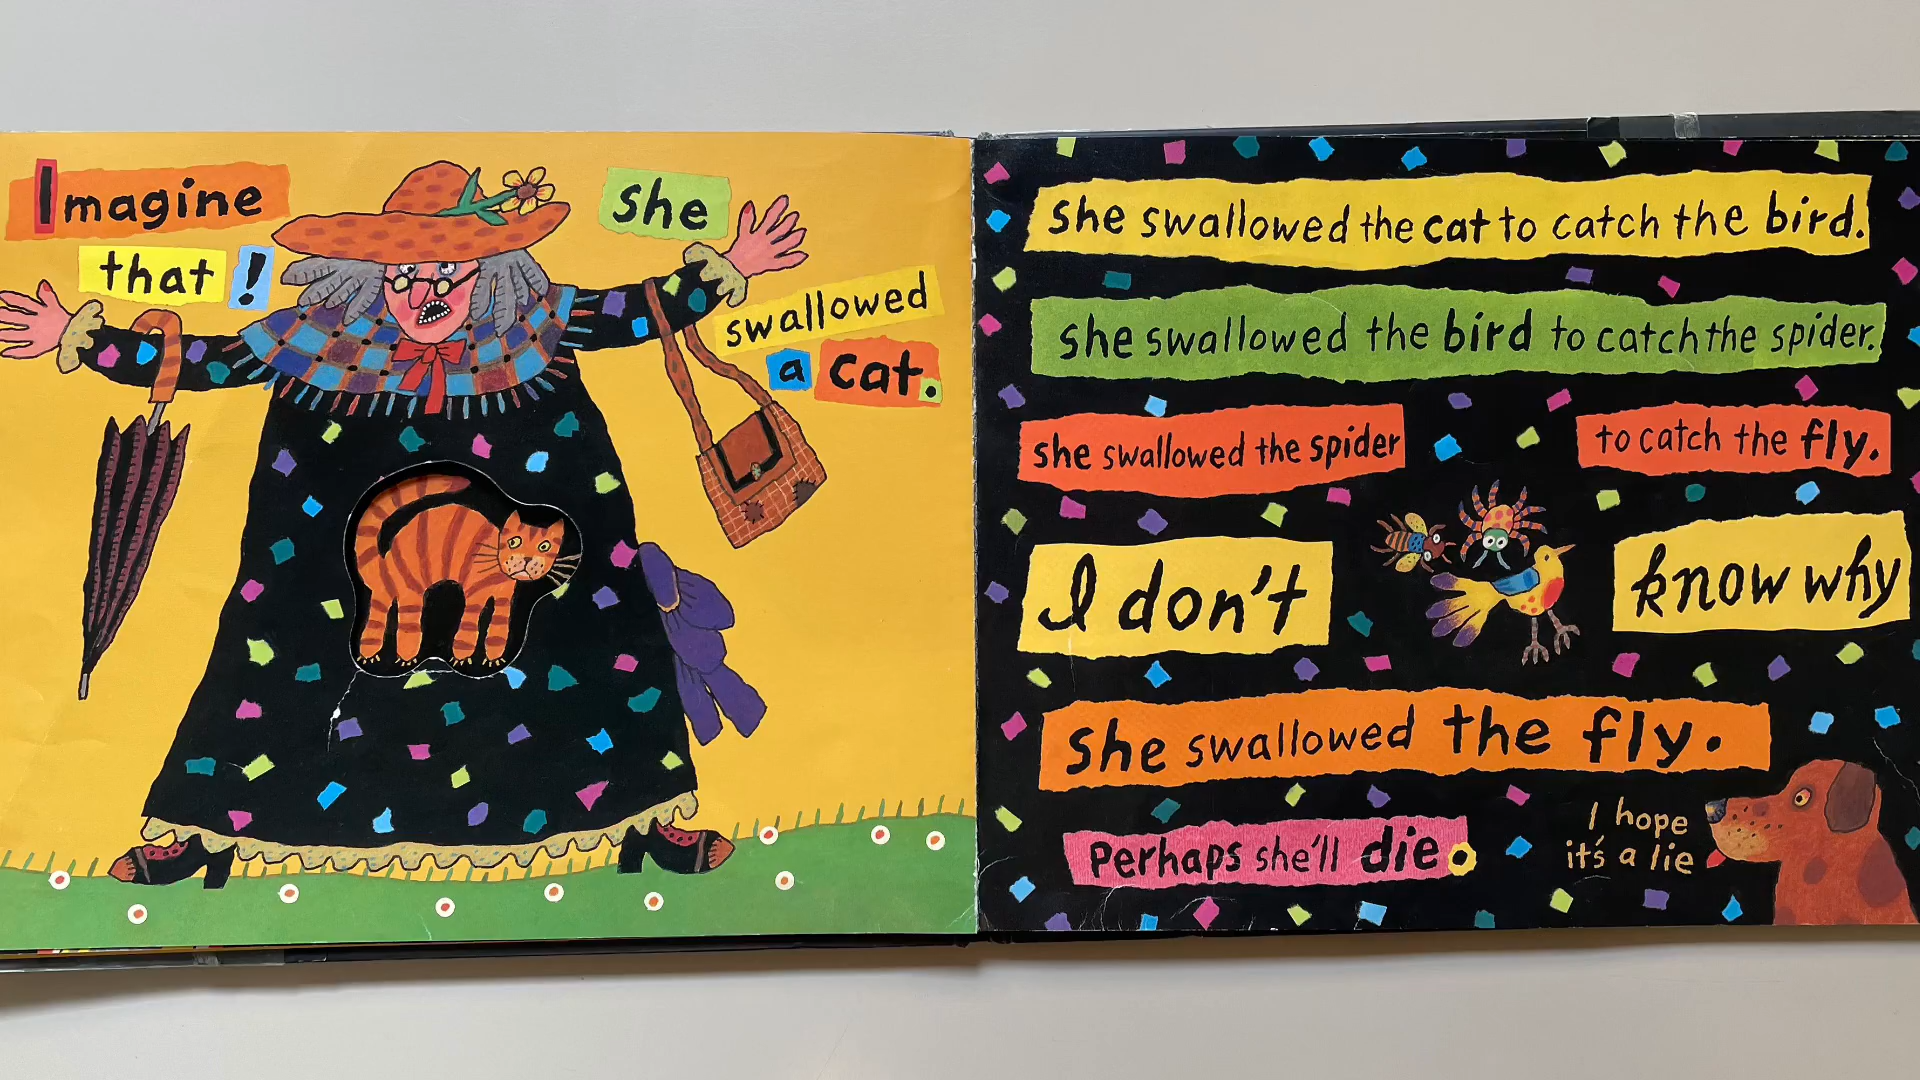 Imagine
that!
she
swallowed
a cat.
She swallowed the cat to catch the bird.
She swallowed the bird to catch the spider.
She swallowed the spider to catch the fly.
I don't know why
She swallowed the fly.
Perhaps she'll die.
I hope
it's a lie